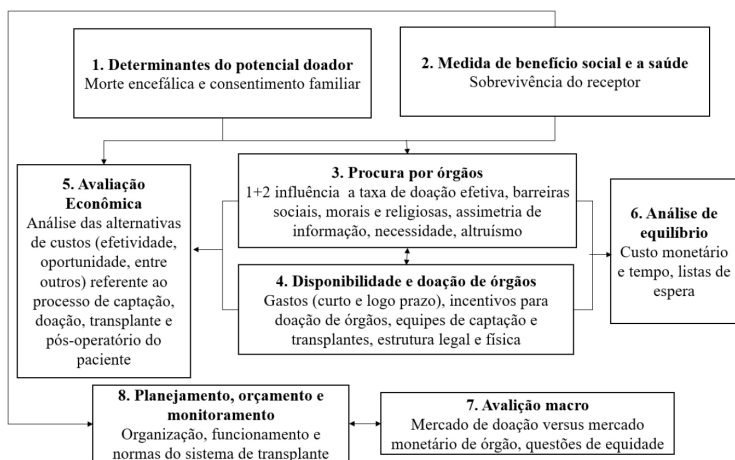 1. Determinantes do potencial doador
Morte encefálica e consentimento familiar
2. Medida de benefício social e a saúde
Sobrevivência do receptor
3. Procura por órgãos
1+2 influência a taxa de doação efetiva, barreiras
sociais, morais e religiosas, assimetria de
informação, necessidade, altruísmo
4. Disponibilidade e doação de órgãos
Gastos (curto e logo prazo), incentivos para
doação de órgãos, equipes de captação e
transplantes, estrutura legal e física
5. Avaliação
Econômica
Análise das alternativas
de custos (efetividade,
oportunidade, entre
outros) referente ao
processo de captação,
doação, transplante e
pós-operatório do
paciente
6. Análise de
equilíbrio
Custo monetário
e tempo, listas de
espera
8. Planejamento, orçamento e
monitoramento
Organização, funcionamento e
normas do sistema de transplante
7. Avalição macro
Mercado de doação versus mercado
monetário de órgão, questões de equidade